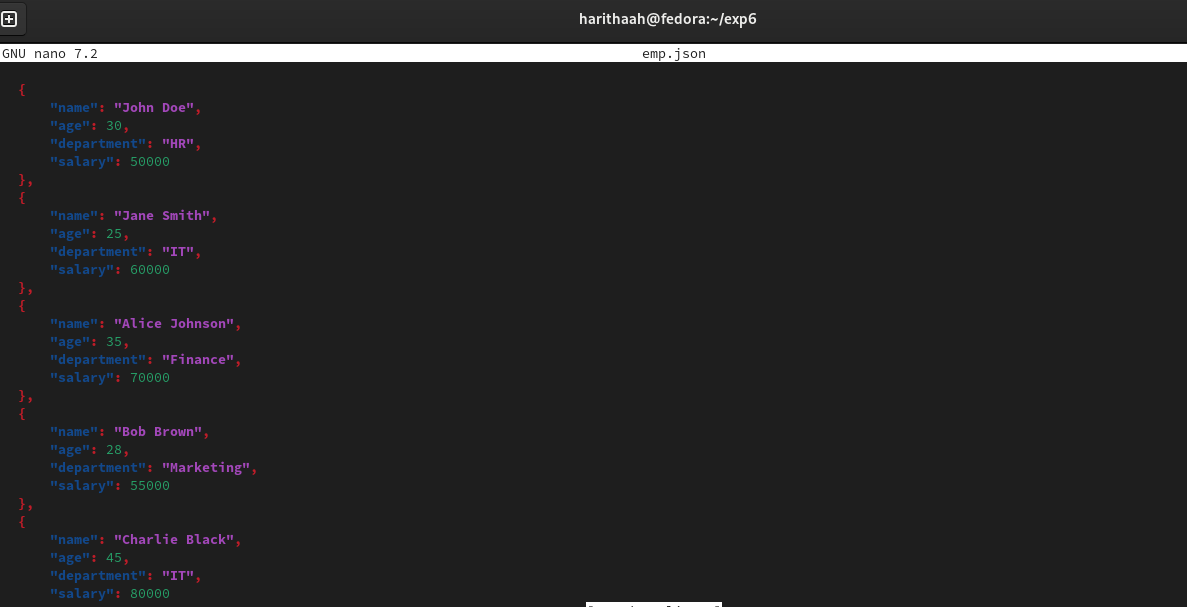 harithaah@fedora:~/exp6
GNU nano 7.2 emp.json
{
"name": "John Doe",
"age": 30,
"department": "HR",
"salary": 50000
},
{
"name": "Jane Smith",
"age": 25,
"department": "IT",
"salary": 60000
},
{
"name": "Alice Johnson",
"age": 35,
"department": "Finance",
"salary": 70000
},
{
"name": "Bob Brown",
"age": 28,
"department": "Marketing",
"salary": 55000
},
{
"name": "Charlie Black",
"age": 45,
"department": "IT",
"salary": 80000